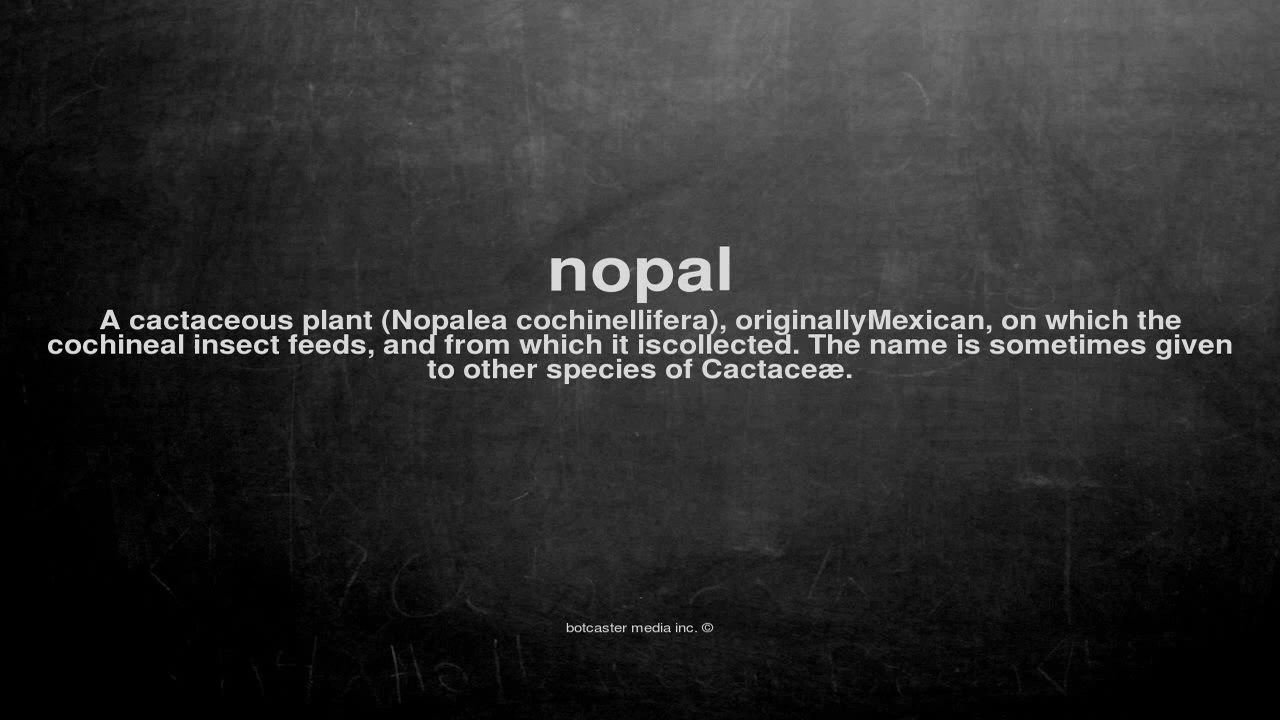 nopal
A cactaceous plant (Nopalea cochinellifera), originallyMexican, on which the
cochineal insect feeds, and from which it iscollected. The name is sometimes given
to other species of Cactaceæ.
botcaster media inc. ©